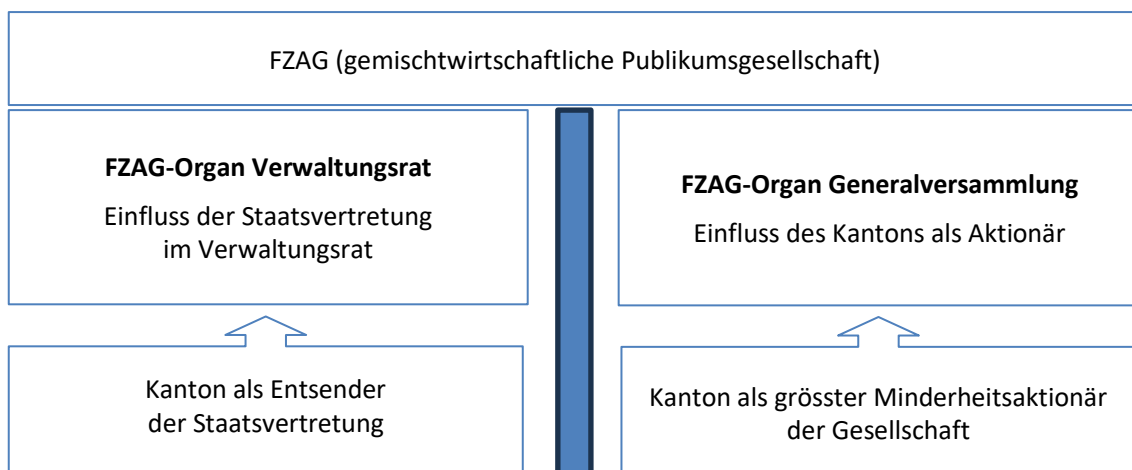 FZAG (gemischtwirtschaftliche Publikumsgesellschaft)
FZAG-Organ Verwaltungsrat
Einfluss der Staatsvertretung
im Verwaltungsrat
FZAG-Organ Generalversammlung
Einfluss des Kantons als Aktionär
Kanton als Entsender
der Staatsvertretung
Kanton als grösster Minderheitsaktionär
der Gesellschaft